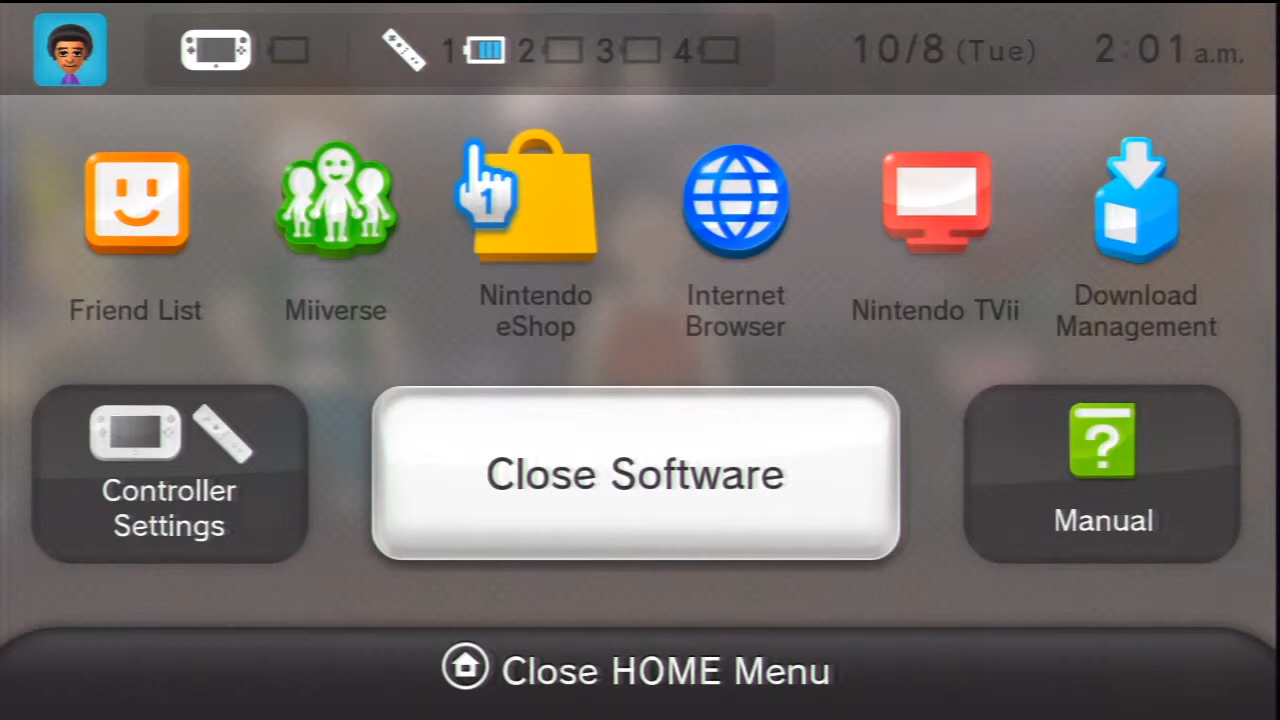 1 2 3 4 10/8 (Tue) 2:01 a.m.
1
Friend List
Miiverse
Nintendo
eShop
Internet
Browser
Nintendo TVii
Download
Management
Controller
Settings
Close Software
?
Manual
Close HOME Menu